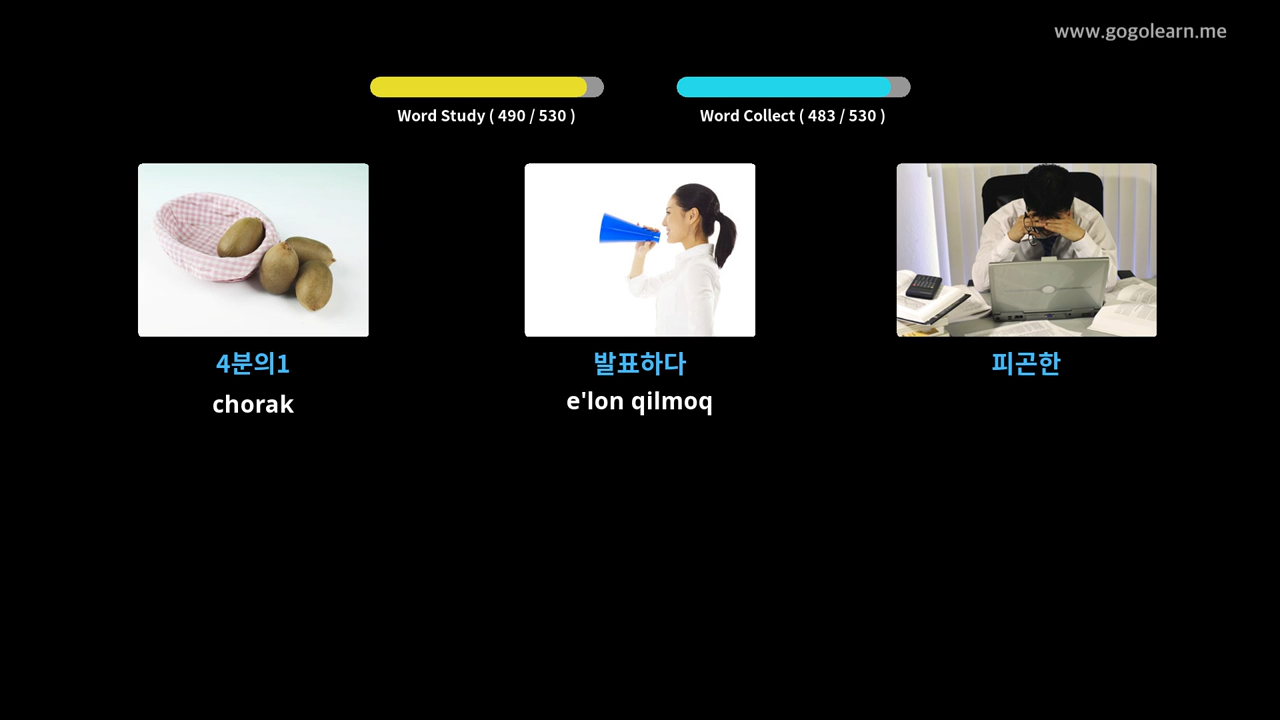 www.gogolearn.me
Word Study ( 490 / 530 )
Word Collect ( 483 / 530 )
4분의1
chorak
발표하다
e'lon qilmoq
피곤한